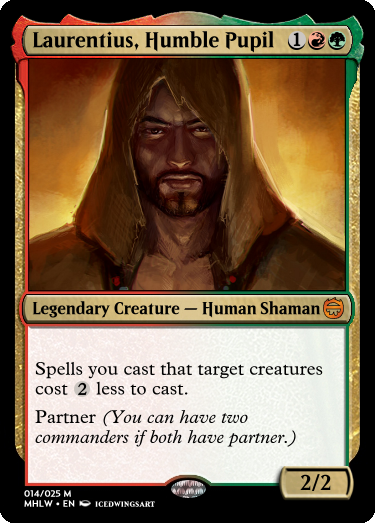 Laurentius, Humble Pupil 1
Legendary Creature — Human Shaman
Spells you cast that target creatures
cost 2 less to cast.
Partner (You can have two
commanders if both have partner.)
2/2
014/025 M
MHLW • EN ICEDWINGSART